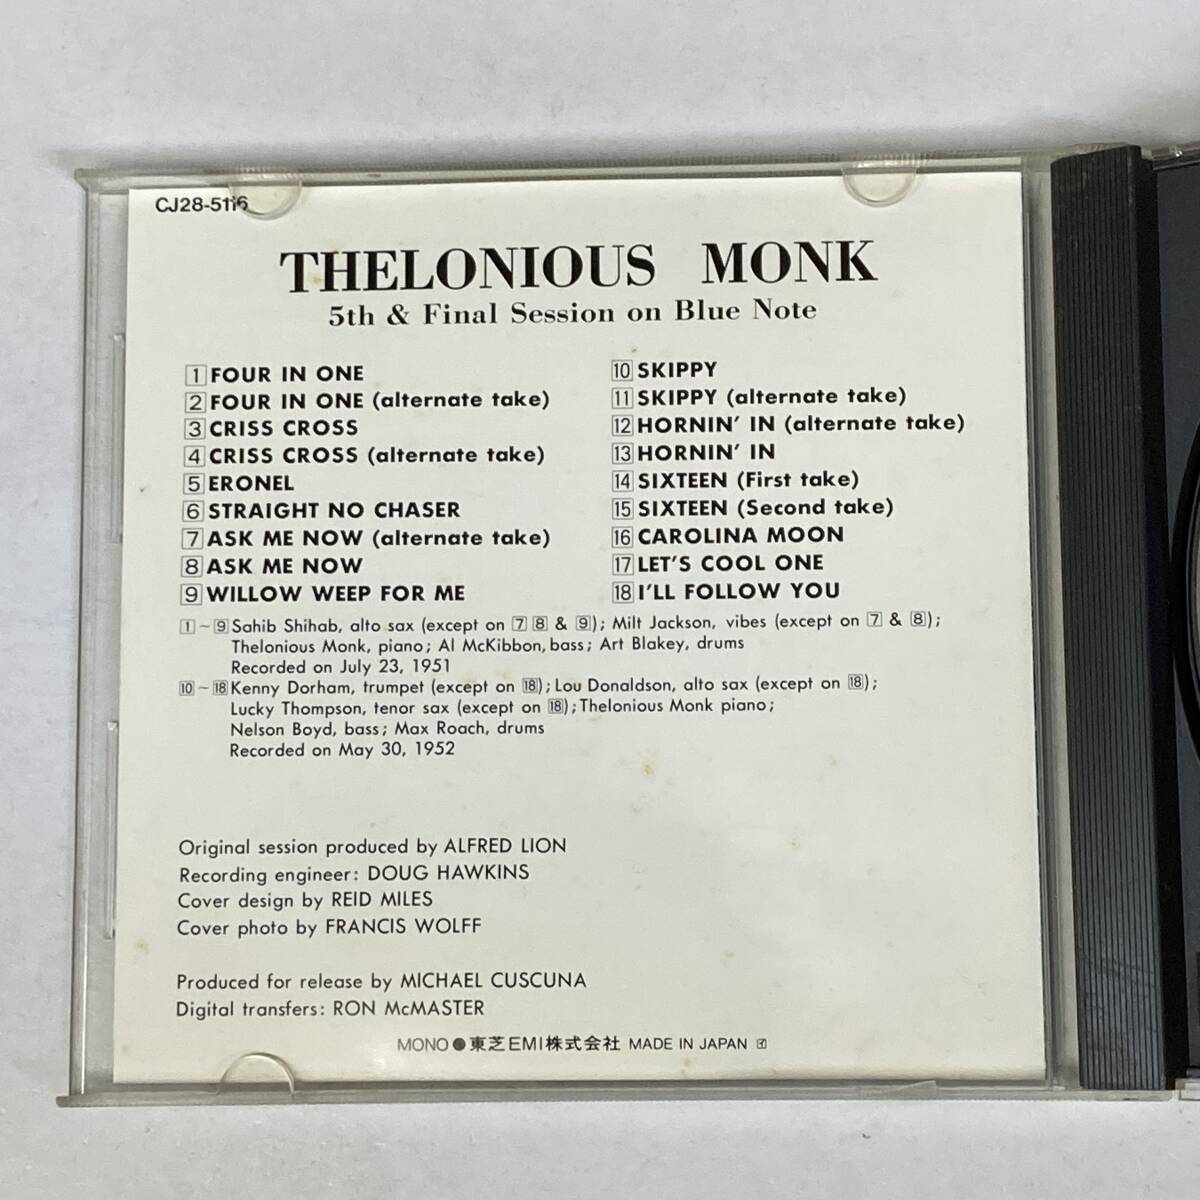 CJ28-5116
THELONIOUS MONK
5th & Final Session on Blue Note
1 FOUR IN ONE
2 FOUR IN ONE (alternate take)
3 CRISS CROSS
4 CRISS CROSS (alternate take)
5 ERONEL
6 STRAIGHT NO CHASER
7 ASK ME NOW (alternate take)
8 ASK ME NOW
9 WILLOW WEEP FOR ME
10 SKIPPY
11 SKIPPY (alternate take)
12 HORNIN' IN (alternate take)
13 HORNIN' IN
14 SIXTEEN (First take)
15 SIXTEEN (Second take)
16 CAROLINA MOON
17 LET'S COOL ONE
18 I'LL FOLLOW YOU
1 – 9 Sahib Shihab, alto sax (except on 7 8 & 9); Milt Jackson, vibes (except on 7 & 8);
Thelonious Monk, piano; Al McKibbon, bass; Art Blakey, drums
Recorded on July 23, 1951
10 – 18 Kenny Dorham, trumpet (except on 18); Lou Donaldson, alto sax (except on 18);
Lucky Thompson, tenor sax (except on 18); Thelonious Monk piano;
Nelson Boyd, bass; Max Roach, drums
Recorded on May 30, 1952
Original session produced by ALFRED LION
Recording engineer: DOUG HAWKINS
Cover design by REID MILES
Cover photo by FRANCIS WOLFF
Produced for release by MICHAEL CUSCUNA
Digital transfers: RON McMASTER
MONO●東芝EMI株式会社 MADE IN JAPAN